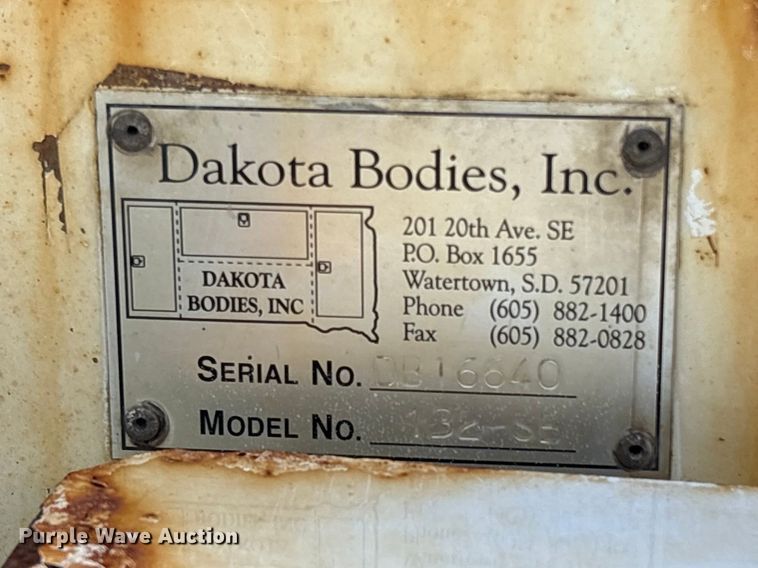 Dakota Bodies, Inc.
DAKOTA
BODIES, INC
201 20th Ave. SE
P.O. Box 1655
Watertown, S.D. 57201
Phone (605) 882-1400
Fax (605) 882-0828
SERIAL NO. DB16640
MODEL NO.
Purple Wave Auction